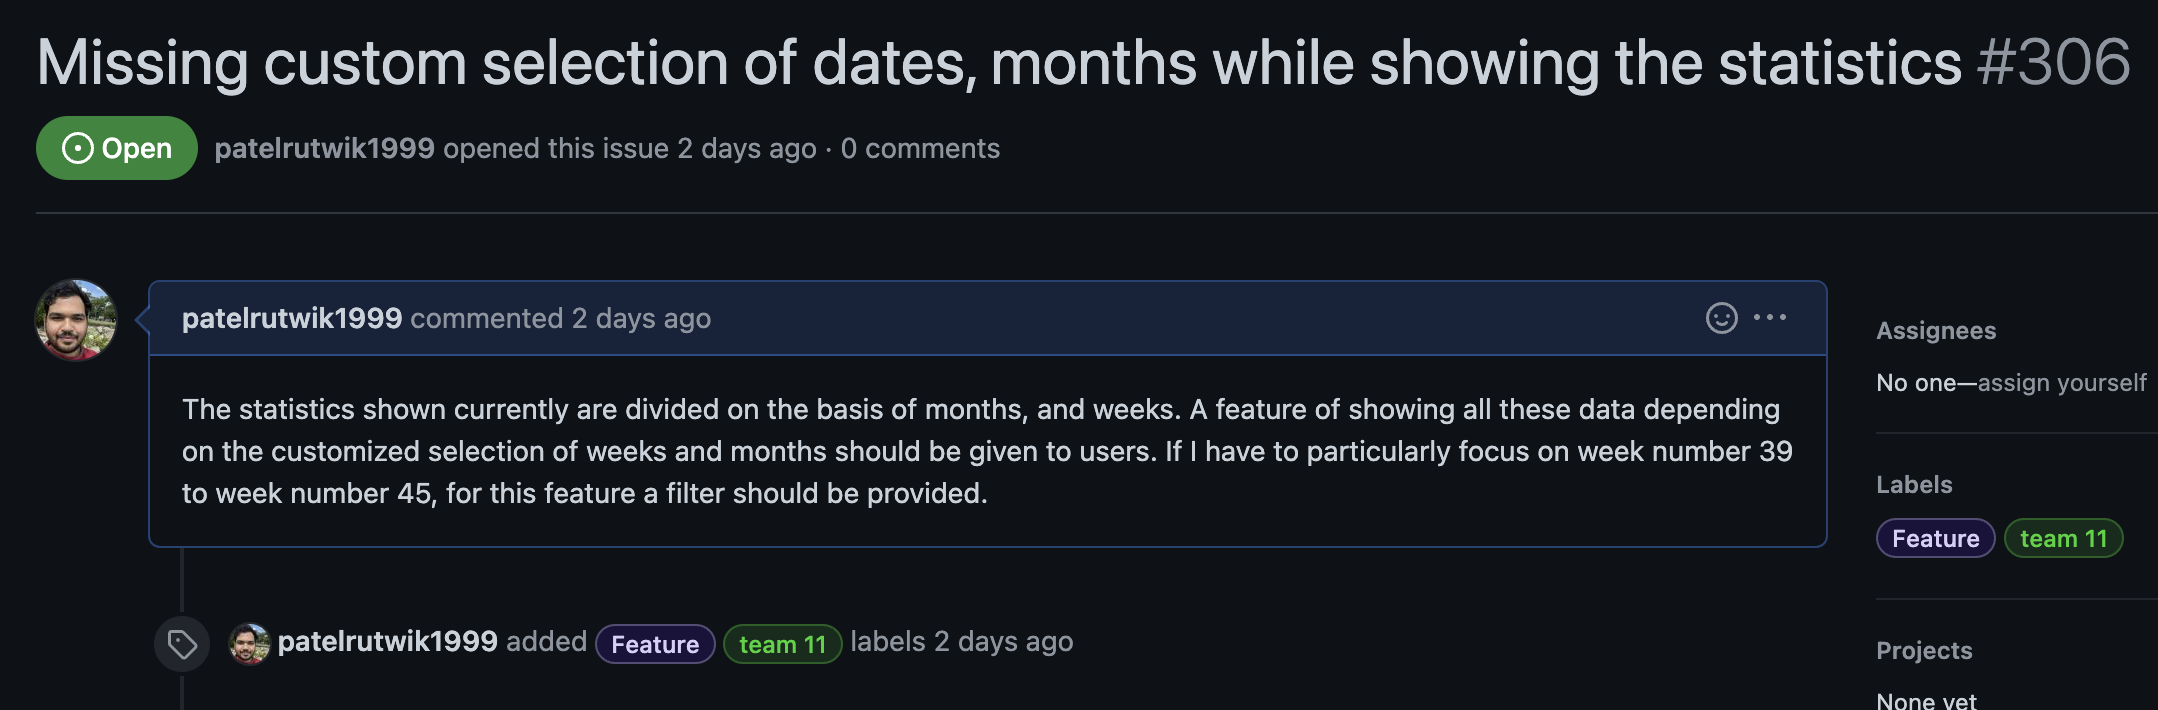 Missing custom selection of dates, months while showing the statistics #306
Open patelrutwik1999 opened this issue 2 days ago · 0 comments
patelrutwik1999 commented 2 days ago
The statistics shown currently are divided on the basis of months, and weeks. A feature of showing all these data depending
on the customized selection of weeks and months should be given to users. If I have to particularly focus on week number 39
to week number 45, for this feature a filter should be provided.
patelrutwik1999 added Feature team 11 labels 2 days ago
Assignees
No one—assign yourself
Labels
Feature team 11
Projects
None yet